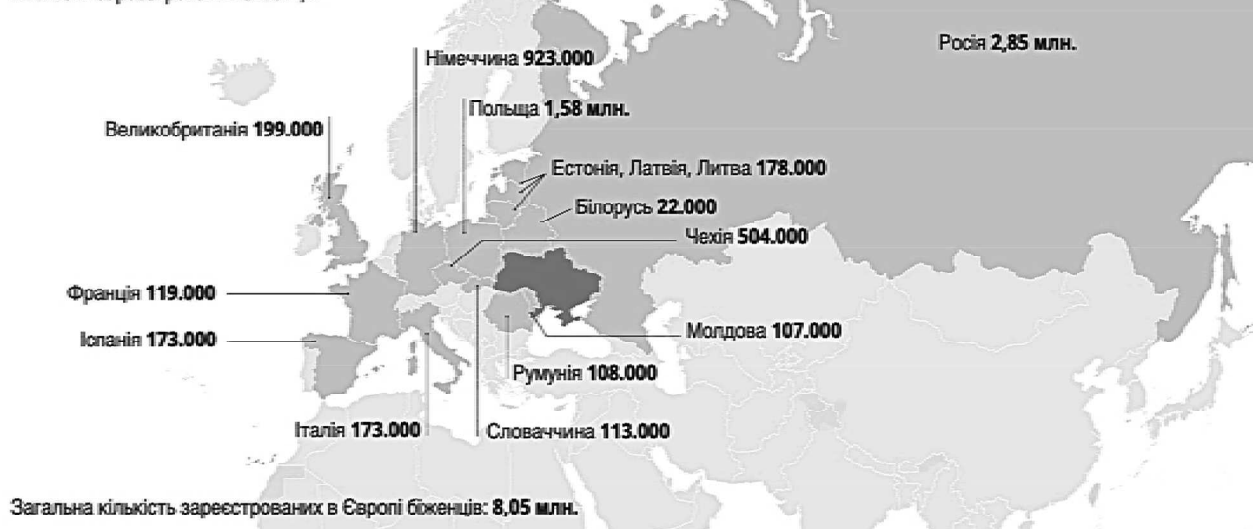 Росія 2,85 млн.
Німеччина 923.000
Польща 1,58 млн.
Великобританія 199.000
Естонія, Латвія, Литва 178.000
Білорусь 22.000
Чехія 504.000
Франція 119.000
Молдова 107.000
Іспанія 173.000
Румунія 108.000
Італія 173.000
Словаччина 113.000
Загальна кількість зареєстрованих в Європі біженців: 8,05 млн.